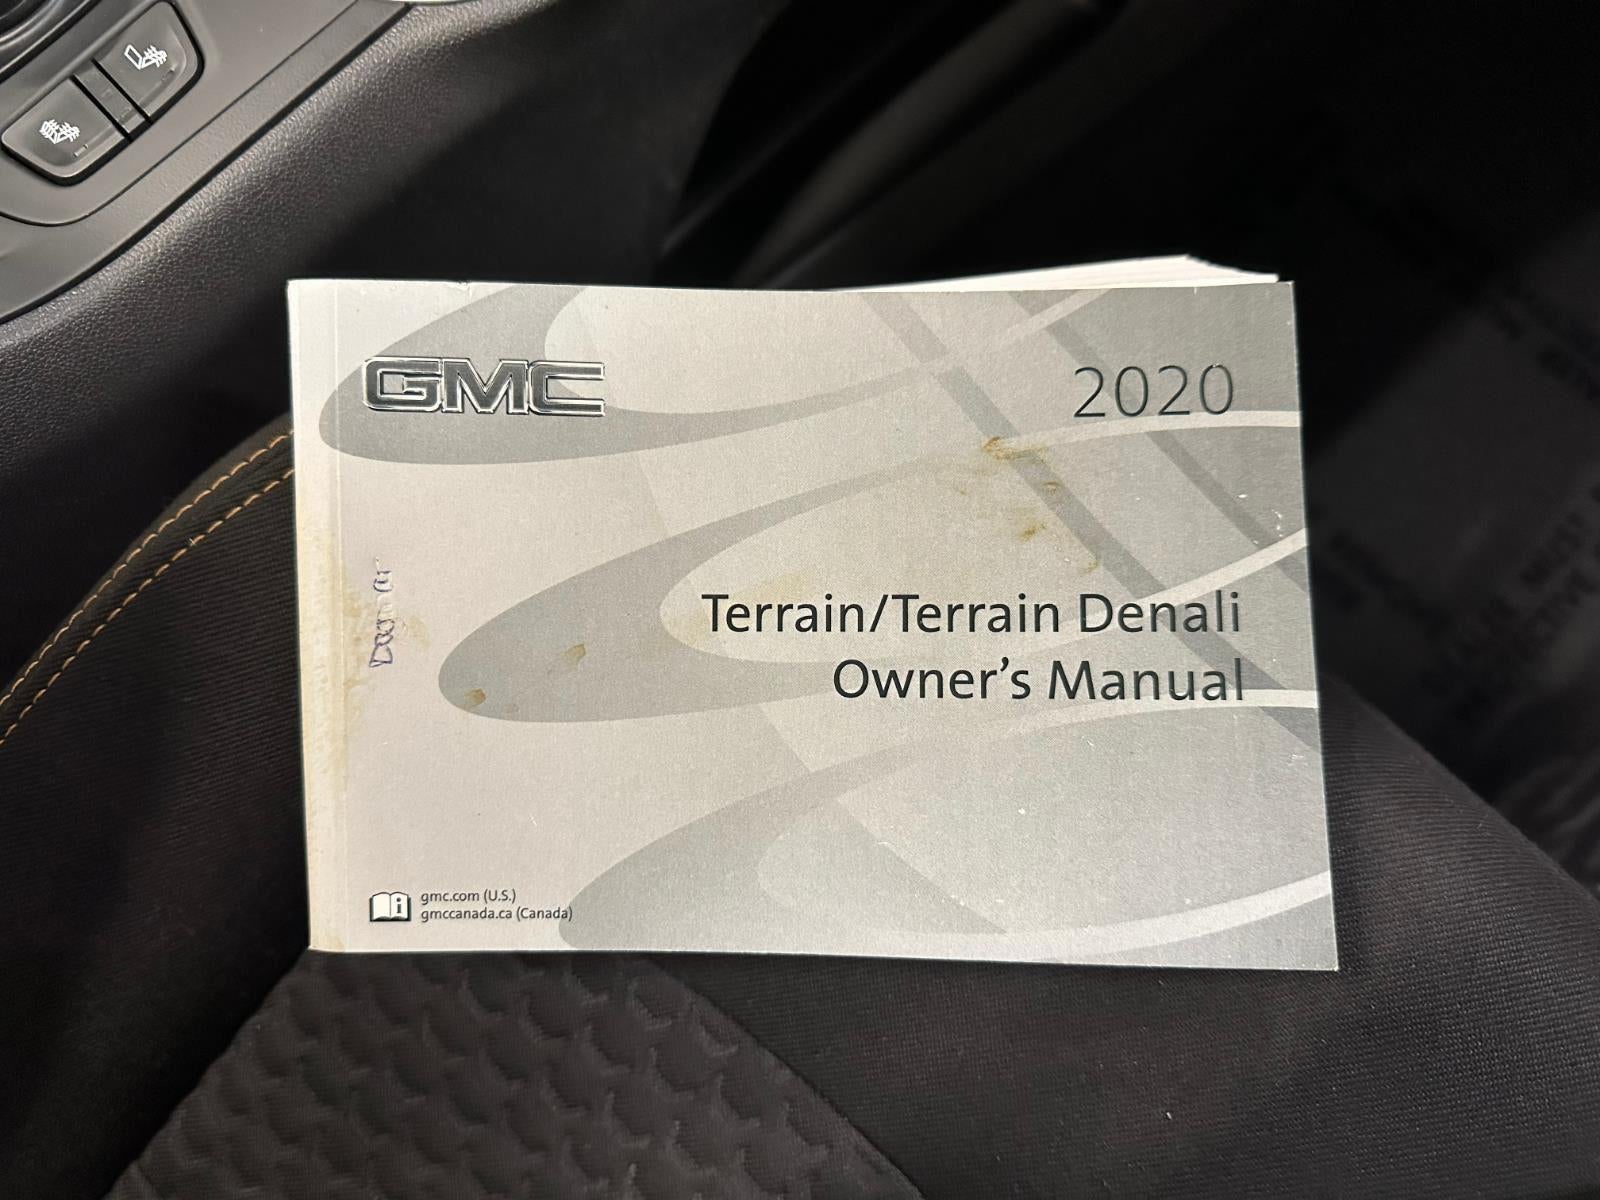 GMC
2020
Terrain/Terrain Denali
Owner's Manual
gmc.com (U.S.)
gmccanada.ca (Canada)